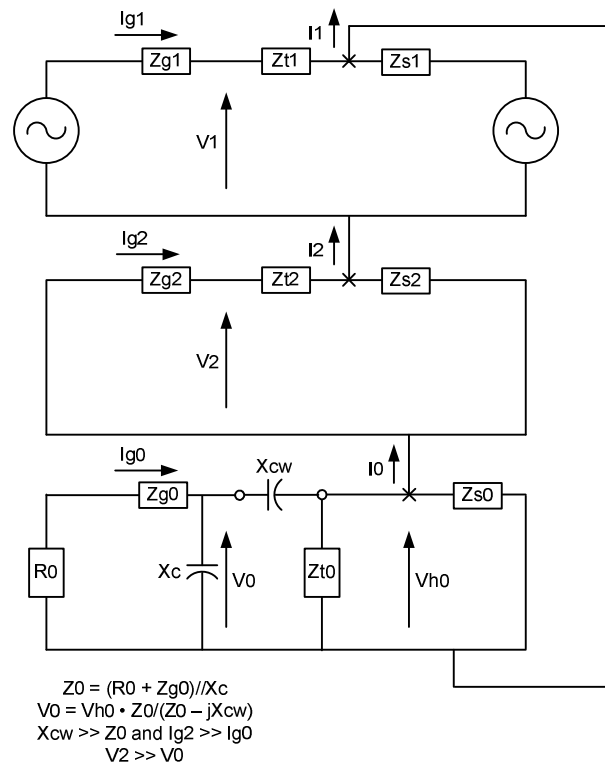 Ig1
I1
Zg1
Zt1
Zs1
V1
Ig2
I2
Zg2
Zt2
Zs2
V2
Ig0
Xcw
I0
Zg0
Zs0
R0
Xc
V0
Zt0
Vh0
Z0 = (R0 + Zg0)//Xc
V0 = Vh0 • Z0/(Z0 – jXcw)
Xcw >> Z0 and Ig2 >> Ig0
V2 >> V0